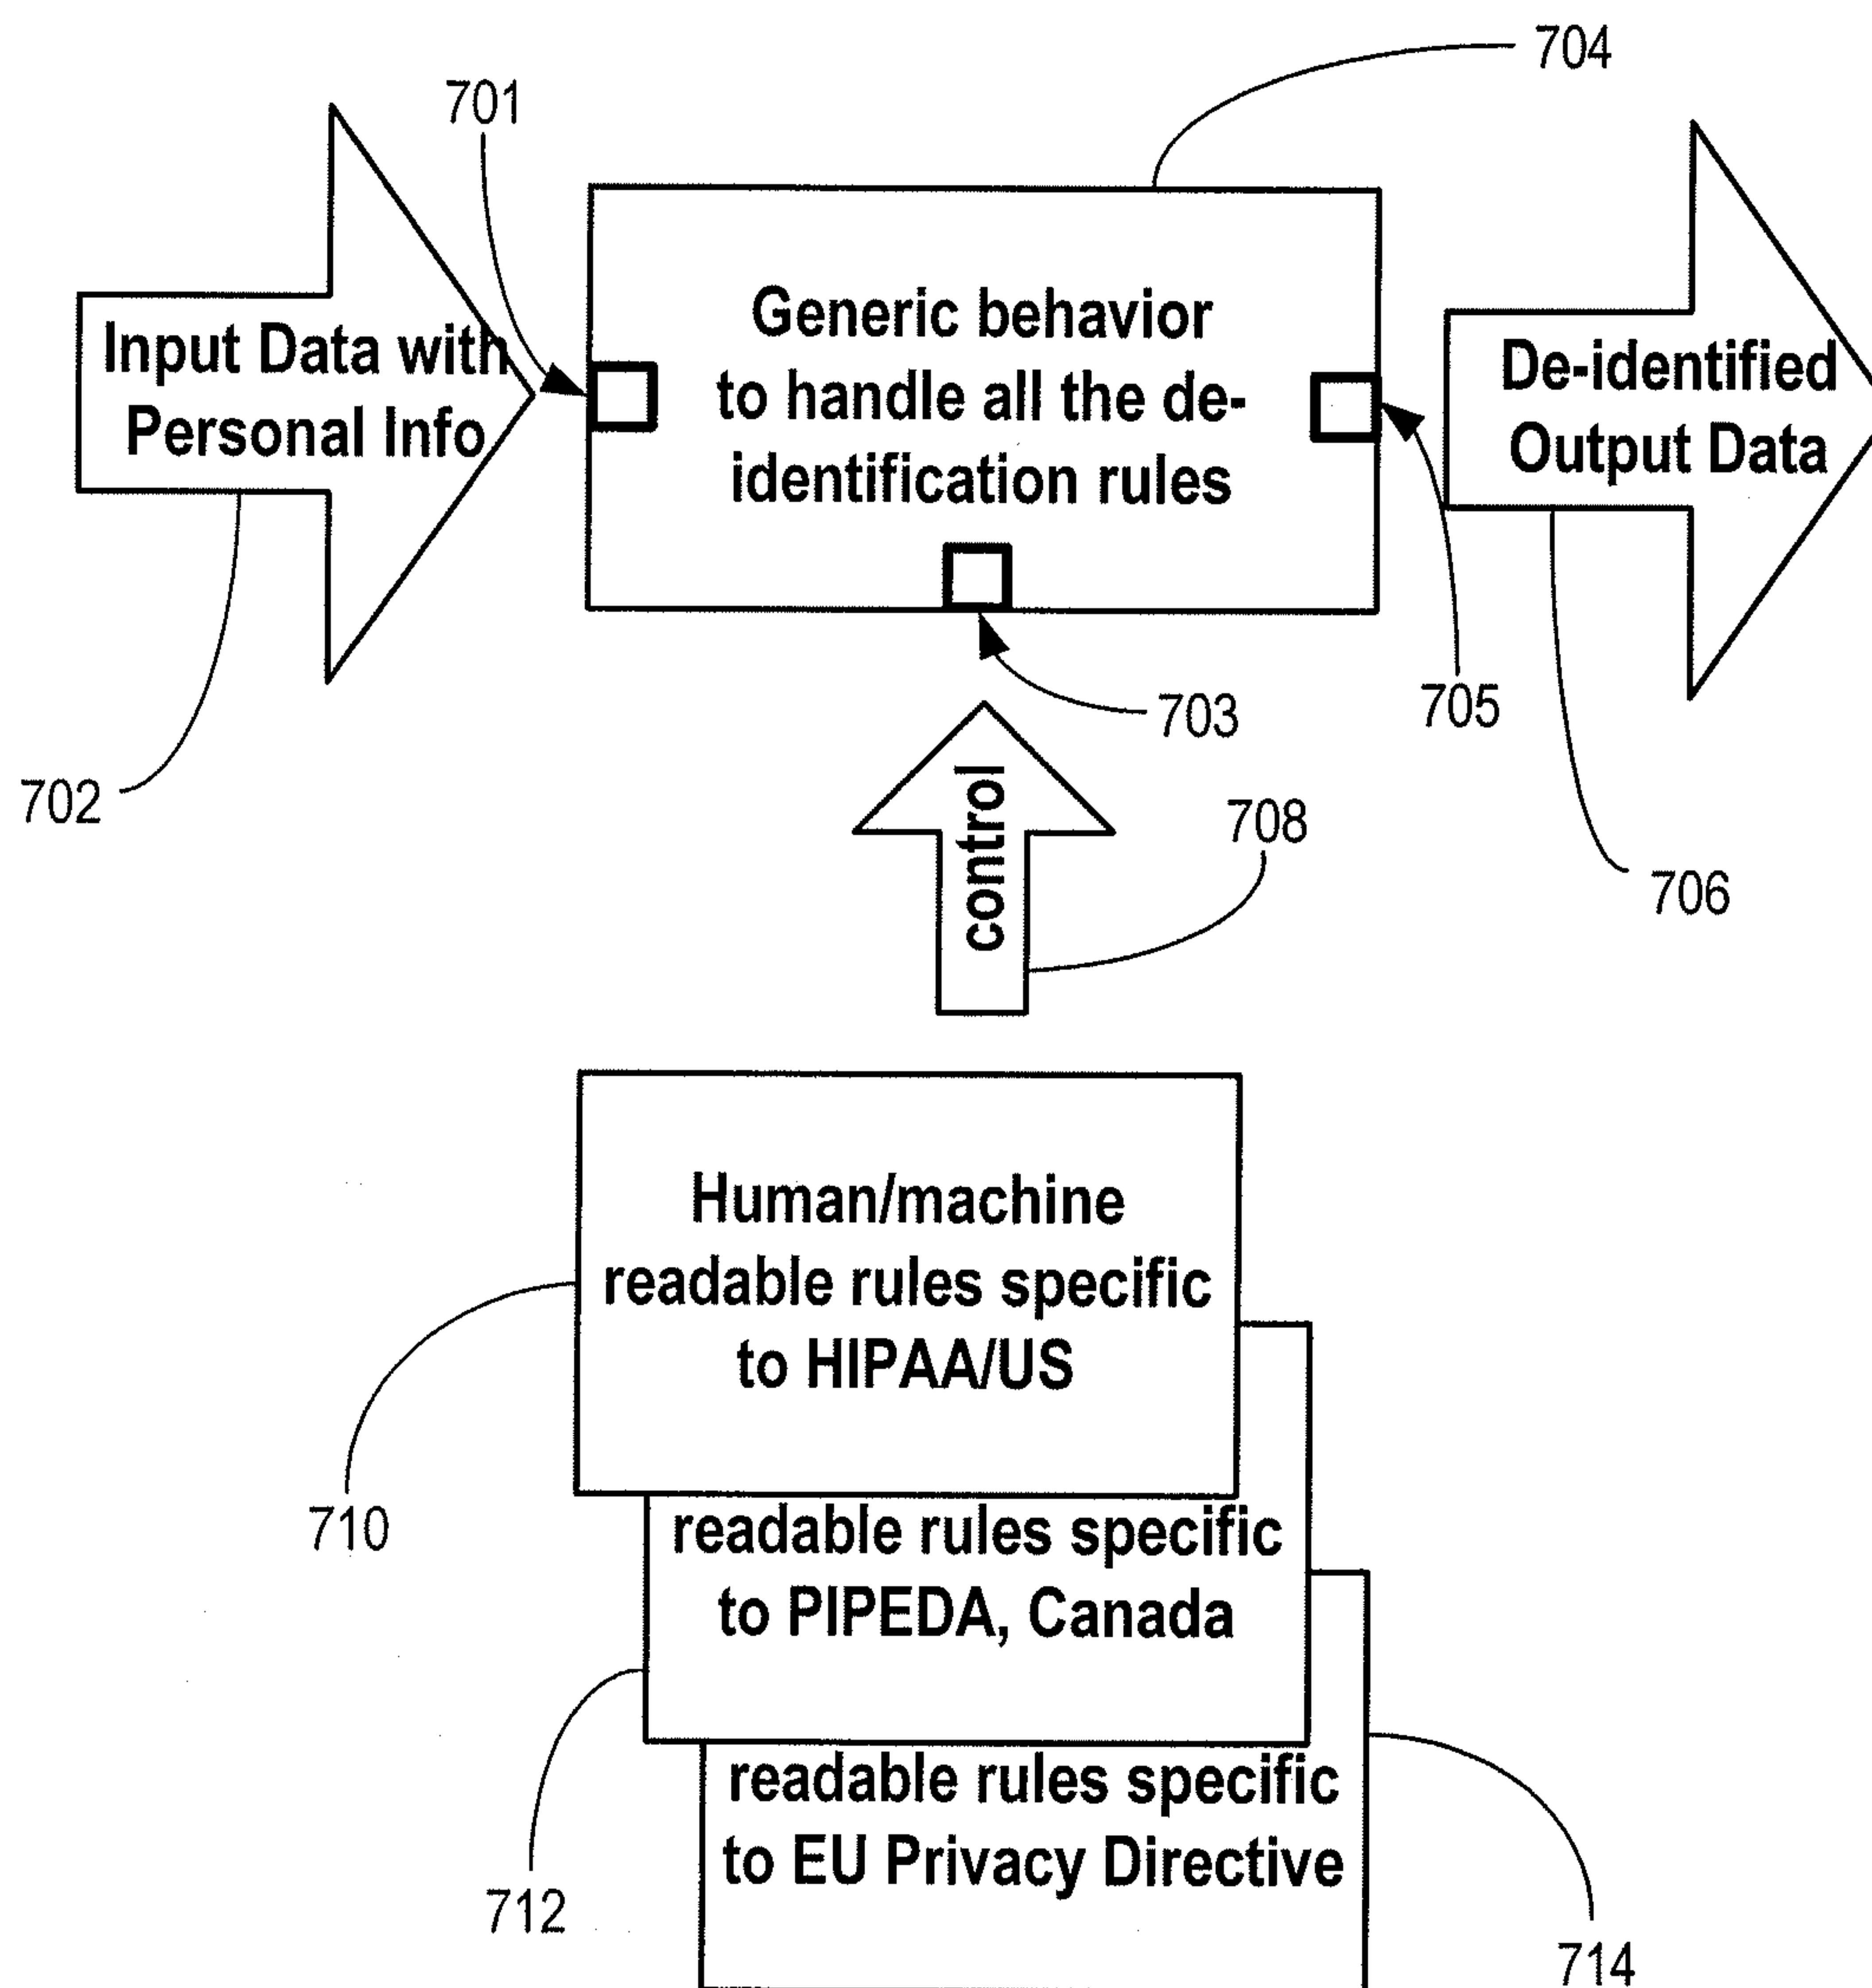 704
701
Input Data with
Personal Info
Generic behavior
to handle all the de-
identification rules
De-identified
Output Data
702
703
705
706
control
708
Human/machine
readable rules specific
to HIPAA/US
710
readable rules specific
to PIPEDA, Canada
712
readable rules specific
to EU Privacy Directive
714